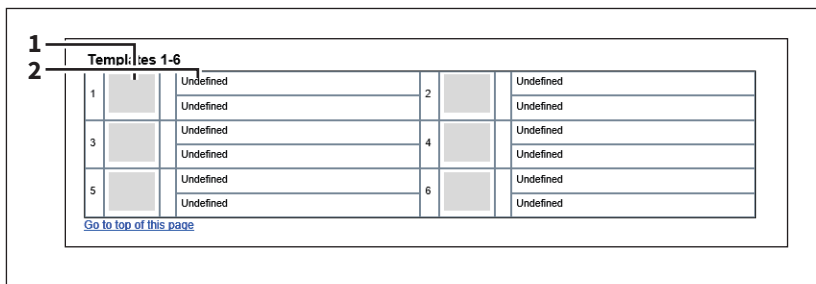 1
Templates 1-6
2
Undefined Undefined
1 2
Undefined Undefined
Undefined Undefined
3 4
Undefined Undefined
Undefined Undefined
5 6
Undefined Undefined
Go to top of this page